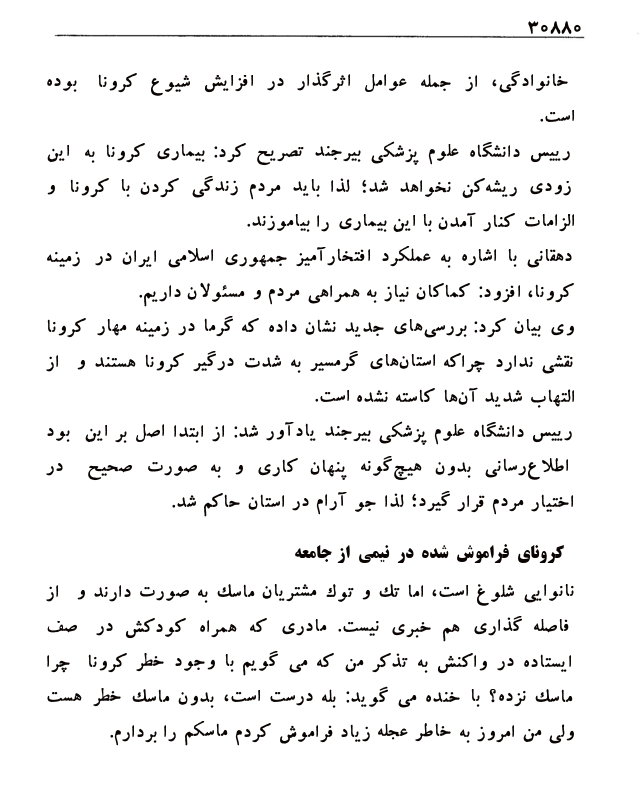 ۳۰۸۸۰
خانوادگی، از جمله عوامل اثرگذار در افزایش شیوع کرونا بوده
است.
رییس دانشگاه علوم پزشکی بیرجند تصریح کرد: بیماری کرونا به این
زودی ریشه‌کن نخواهد شد؛ لذا باید مردم زندگی کردن با کرونا و
الزامات کنار آمدن با این بیماری را بیاموزند.
دهقانی با اشاره به عملکرد افتخارآمیز جمهوری اسلامی ایران در زمینه
کرونا، افزود: کماکان نیاز به همراهی مردم و مسئولان داریم.
وی بیان کرد: بررسی‌های جدید نشان داده که گرما در زمینه مهار کرونا
نقشی ندارد چراکه استان‌های گرمسیر به شدت درگیر کرونا هستند و از
التهاب شدید آن‌ها کاسته نشده است.
رییس دانشگاه علوم پزشکی بیرجند یادآور شد: از ابتدا اصل بر این بود
اطلاع‌رسانی بدون هیچ‌گونه پنهان کاری و به صورت صحیح در
اختیار مردم قرار گیرد؛ لذا جو آرام در استان حاکم شد.
کرونای فراموش شده در نیمی از جامعه
نانوایی شلوغ است، اما تك و توك مشتریان ماسك به صورت دارند و از
فاصله گذاری هم خبری نیست. مادری که همراه کودکش در صف
ایستاده در واکنش به تذکر من که می گویم با وجود خطر کرونا چرا
ماسك نزده؟ با خنده می گوید: بله درست است، بدون ماسك خطر هست
ولی من امروز به خاطر عجله زیاد فراموش کردم ماسکم را بردارم.